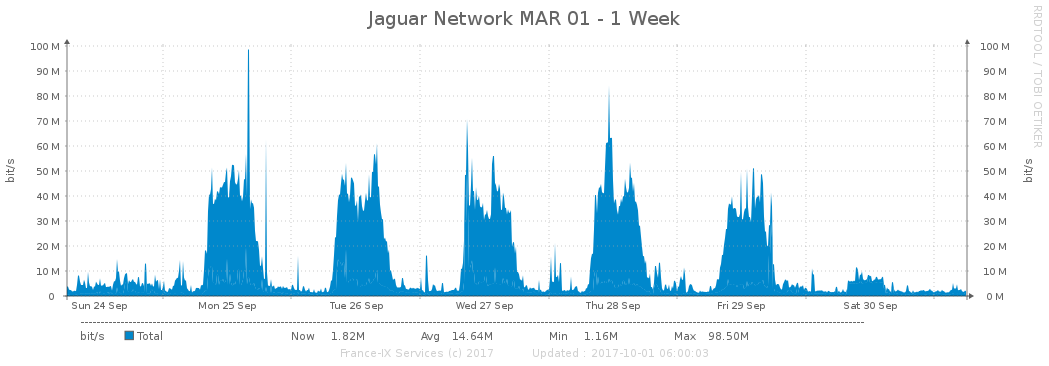 Jaguar Network MAR 01 - 1 Week
RRDTOOL / TOBI OETIKER
100 M 100 M
90 M 90 M
80 M 80 M
70 M 70 M
60 M 60 M
50 M 50 M
40 M 40 M
30 M 30 M
20 M 20 M
10 M 10 M
0 0 M
bit/s bit/s
Sun 24 Sep Mon 25 Sep Tue 26 Sep Wed 27 Sep Thu 28 Sep Fri 29 Sep Sat 30 Sep
bit/s Total Now 1.82M Avg 14.64M Min 1.16M Max 98.50M
France-IX Services (c) 2017 Updated : 2017-10-01 06:00:03